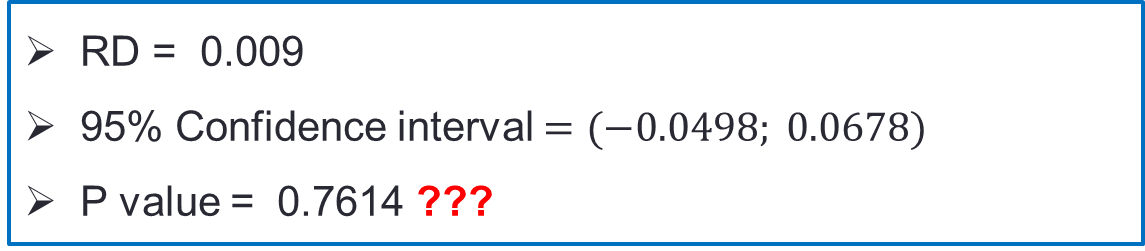 ➢ RD = 0.009
➢ 95% Confidence interval = (−0.0498; 0.0678)
➢ P value = 0.7614 ???